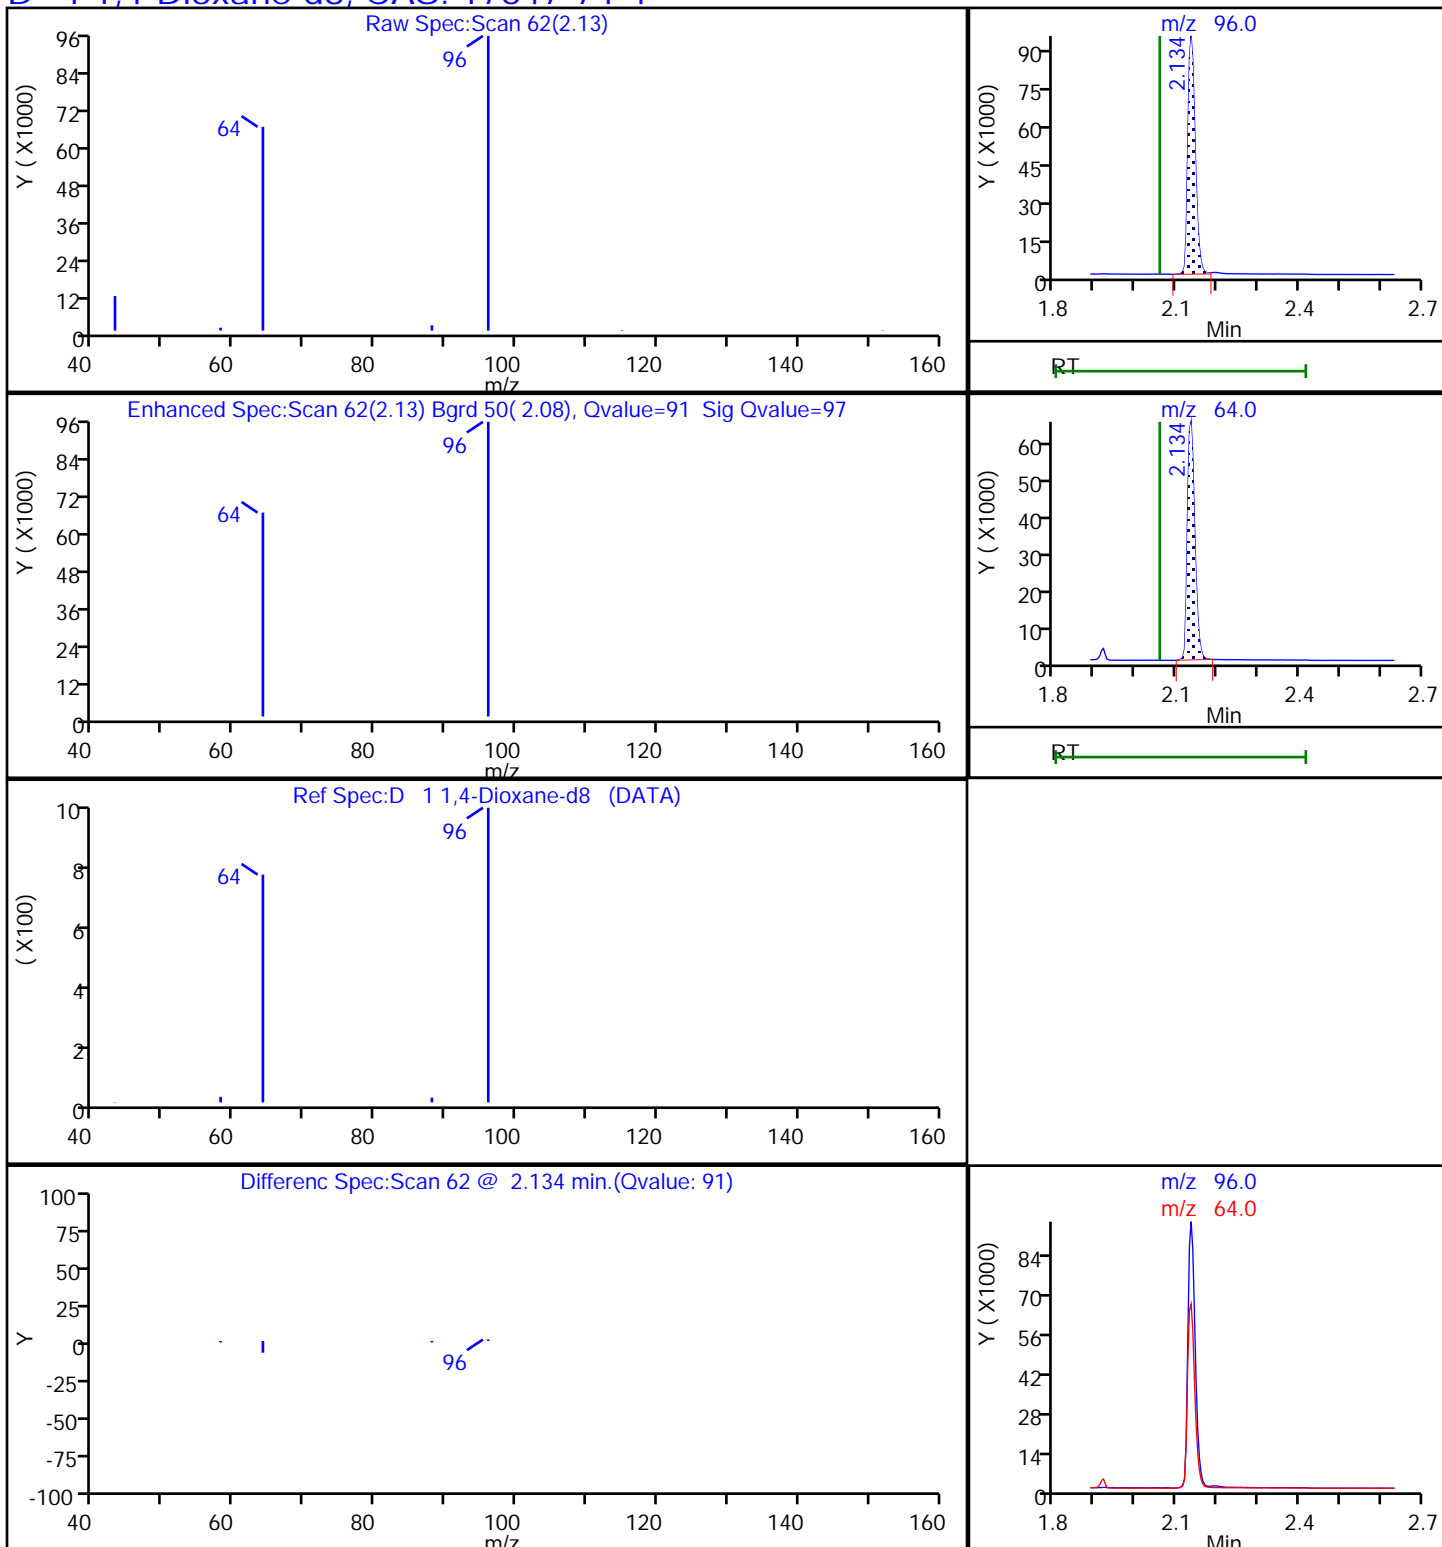 Raw Spec:Scan 62(2.13)
96
84
72
60
48
36
24
12
0
Y ( X1000)
96
64
40 60 80 100 120 140 160
m/z
m/z 96.0
90
75
60
45
30
15
0
Y ( X1000)
2.134
1.8 2.1 2.4 2.7
Min
RT
Enhanced Spec:Scan 62(2.13) Bgrd 50( 2.08), Qvalue=91 Sig Qvalue=97
96
84
72
60
48
36
24
12
0
Y ( X1000)
96
64
40 60 80 100 120 140 160
m/z
m/z 64.0
60
50
40
30
20
10
0
Y ( X1000)
2.134
1.8 2.1 2.4 2.7
Min
RT
Ref Spec:D 1 1,4-Dioxane-d8 (DATA)
10
8
6
4
2
0
( X100)
96
64
40 60 80 100 120 140 160
Differenc Spec:Scan 62 @ 2.134 min.(Qvalue: 91)
100
75
50
25
0
-25
-50
-75
-100
Y
96
40 60 80 100 120 140 160
m/z
m/z 96.0
m/z 64.0
84
70
56
42
28
14
0
Y ( X1000)
1.8 2.1 2.4 2.7
Min